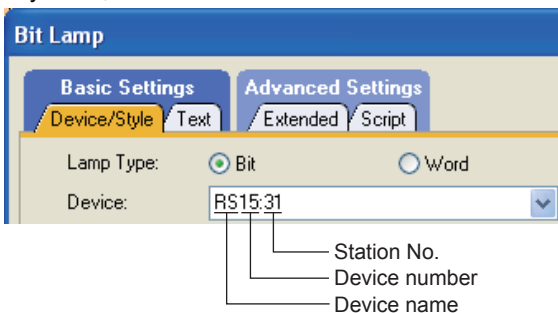 Bit Lamp
Basic Settings Advanced Settings
Device/Style Text Extended Script
Lamp Type: Bit Word
Device: RS15:31
Station No.
Device number
Device name